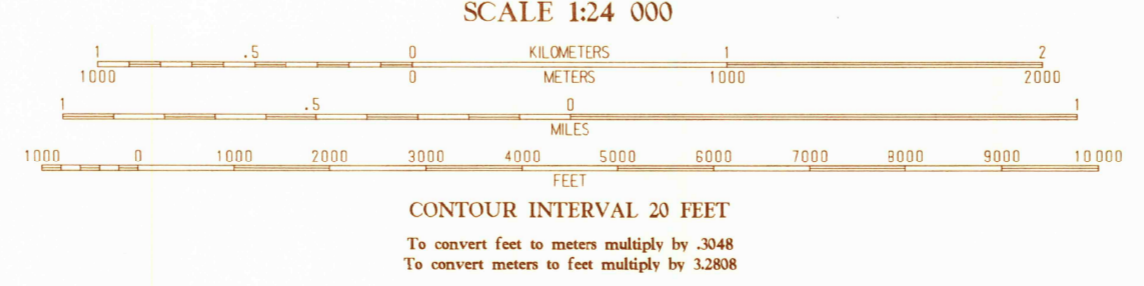 SCALE 1:24 000
1 .5 0 KILOMETERS 1 2
1000 0 METERS 1000 2000
1 .5 0 1
MILES
1000 0 1000 2000 3000 4000 5000 6000 7000 8000 9000 10 000
FEET
CONTOUR INTERVAL 20 FEET
To convert feet to meters multiply by .3048
To convert meters to feet multiply by 3.2808